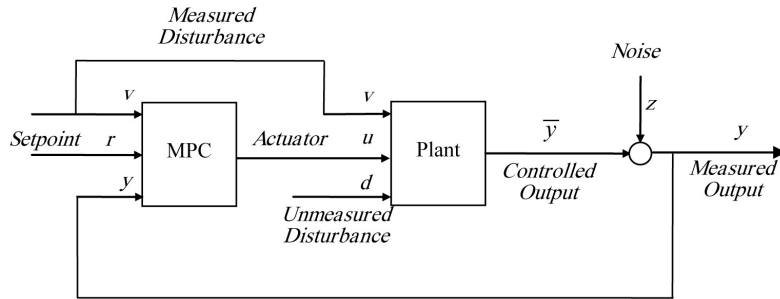 Measured
Disturbance
Noise
v
v
z
Setpoint
r
MPC
Actuator
u
Plant
y̅
y
y
d
Controlled
Output
Measured
Output
Unmeasured
Disturbance